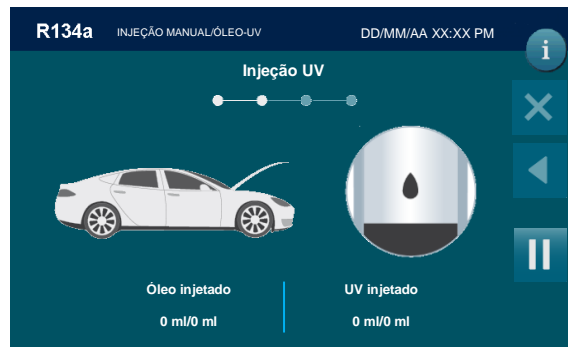 R134a INJEÇÃO MANUAL/ÓLEO-UV DD/MM/AA XX:XX PM
i
Injeção UV
Óleo injetado UV injetado
0 ml/0 ml 0 ml/0 ml